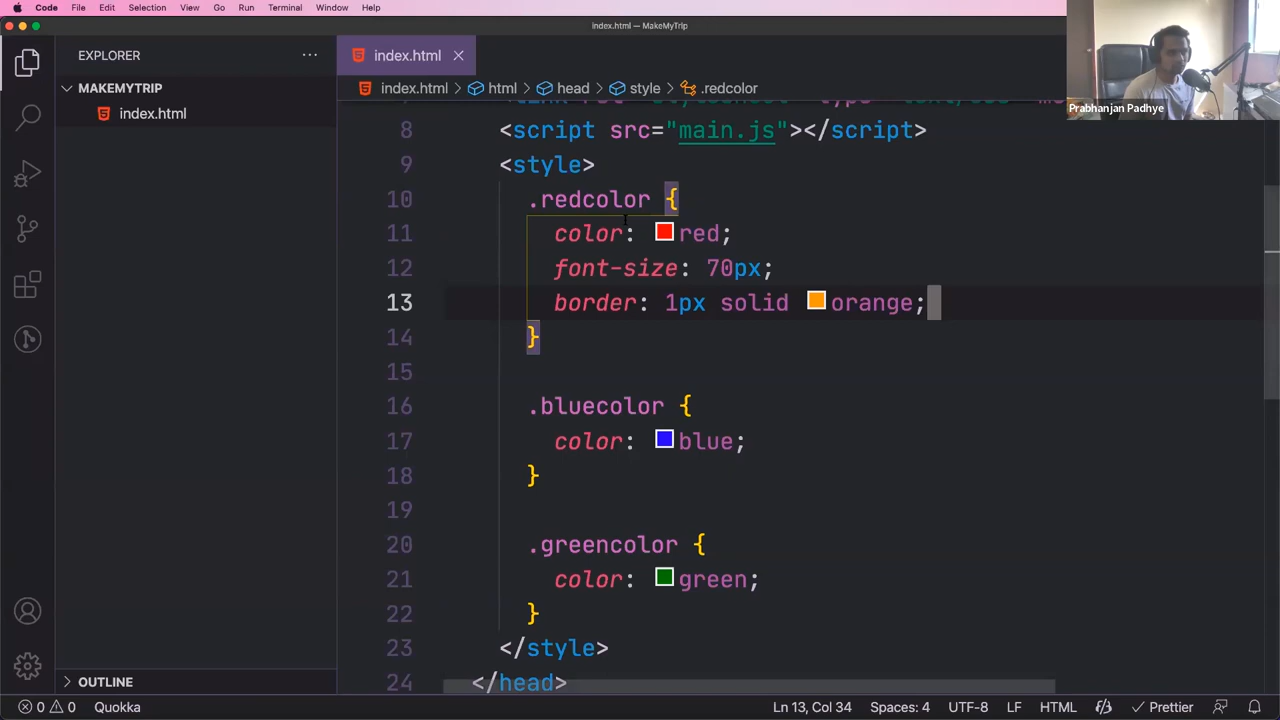 Code File Edit Selection View Go Run Terminal Window Help
index.html — MakeMyTrip
EXPLORER
index.html
MAKEMYTRIP
index.html > html > head > style > .redcolor
index.html
8 <script src="main.js"></script>
9 <style>
10 .redcolor {
11 color: red;
12 font-size: 70px;
13 border: 1px solid orange;
14 }
15
16 .bluecolor {
17 color: blue;
18 }
19
20 .greencolor {
21 color: green;
22 }
23 </style>
24 </head>
OUTLINE
0 0 Quokka Ln 13, Col 34 Spaces: 4 UTF-8 LF HTML Prettier
Prabhanjan Padhye